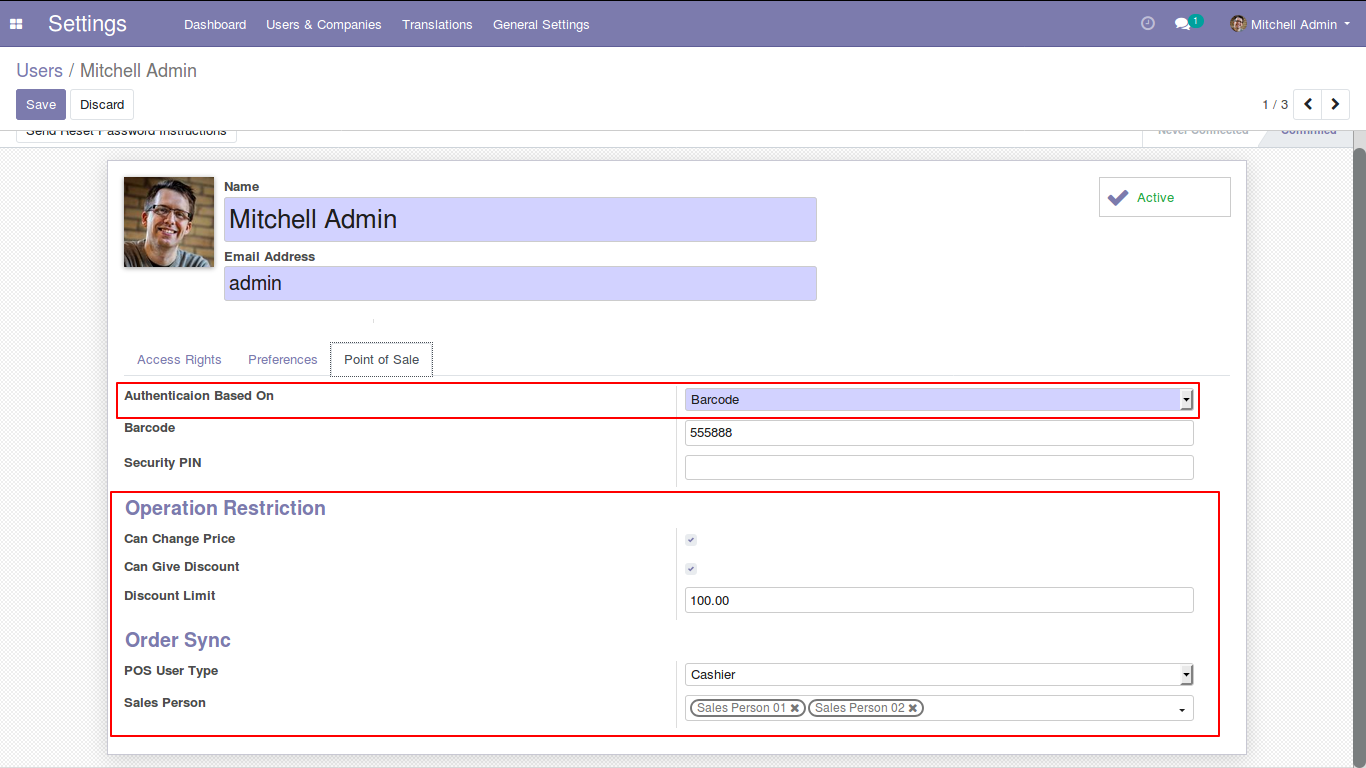 Settings Dashboard Users & Companies Translations General Settings 1 Mitchell Admin
Users / Mitchell Admin
Save Discard 1 / 3
Send Reset Password Instructions Never Connected Confirmed
Name
Mitchell Admin
Active
Email Address
admin
Access Rights Preferences Point of Sale
Authenticaion Based On Barcode
Barcode 555888
Security PIN
Operation Restriction
Can Change Price
Can Give Discount
Discount Limit 100.00
Order Sync
POS User Type Cashier
Sales Person Sales Person 01 Sales Person 02